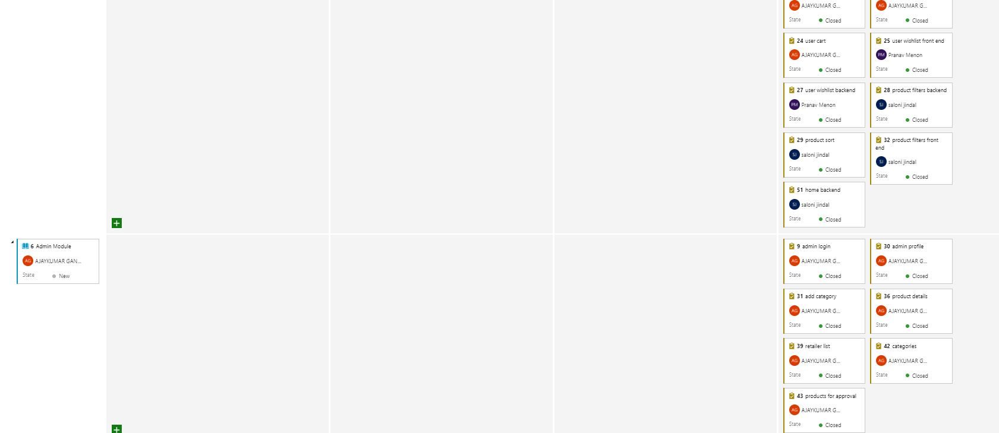 AG AJAYKUMAR G... AG AJAYKUMAR G...
State Closed State Closed
24 user cart 25 user wishlist front end
AG AJAYKUMAR G... PM Pranav Menon
State Closed State Closed
27 user wishlist backend 28 product filters backend
PM Pranav Menon SJ saloni jindal
State Closed State Closed
29 product sort 32 product filters front
end
SJ saloni jindal SJ saloni jindal
State Closed State Closed
51 home backend
SJ saloni jindal
State Closed
6 Admin Module 9 admin login 30 admin profile
AG AJAYKUMAR GAN... AG AJAYKUMAR G... AG AJAYKUMAR G...
State New State Closed State Closed
31 add category 36 product details
AG AJAYKUMAR G... AG AJAYKUMAR G...
State Closed State Closed
39 retailer list 42 categories
AG AJAYKUMAR G... AG AJAYKUMAR G...
State Closed State Closed
43 products for approval
AG AJAYKUMAR G...
State Closed